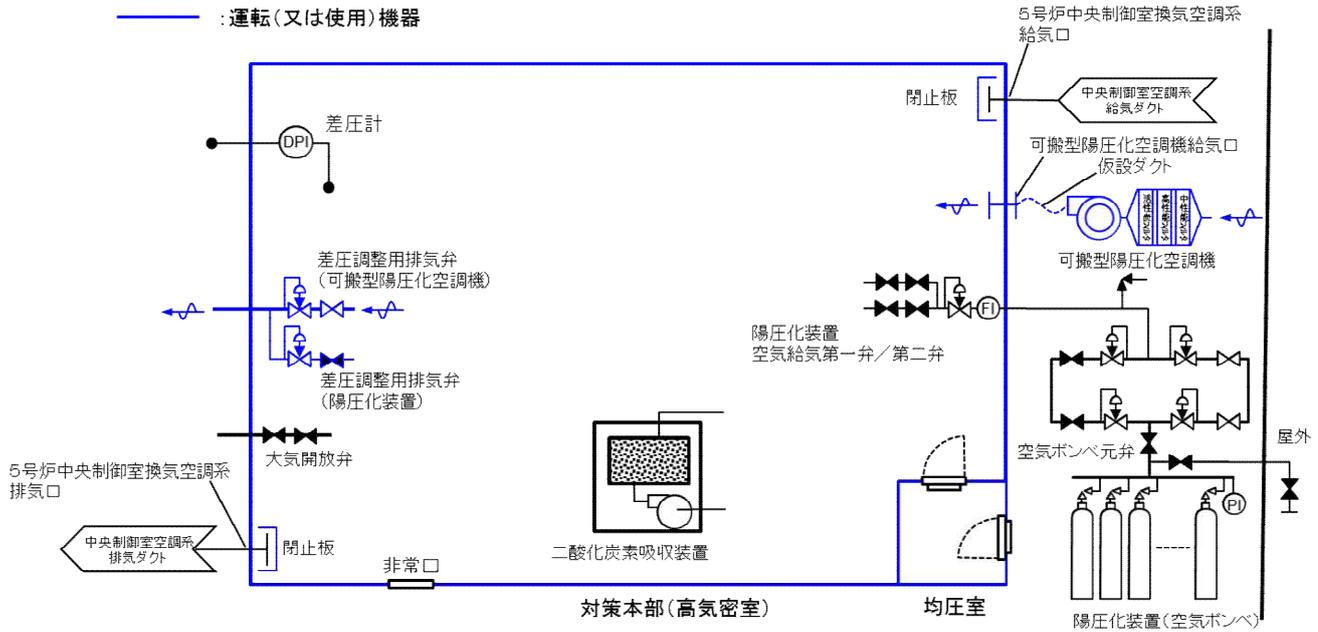 :運転(又は使用)機器
5号炉中央制御室換気空調系
給気口
閉止板
中央制御室空調系
給気ダクト
差圧計
DPI
可搬型陽圧化空調機給気口
仮設ダクト
可搬型陽圧化空調機
差圧調整用排気弁
(可搬型陽圧化空調機)
FI
陽圧化装置
空気給気第一弁/第二弁
差圧調整用排気弁
(陽圧化装置)
大気開放弁
空気ボンベ元弁
屋外
5号炉中央制御室換気空調系
排気口
PI
中央制御室空調系
排気ダクト
閉止板
二酸化炭素吸収装置
非常口
対策本部(高気密室)
均圧室
陽圧化装置(空気ボンベ)